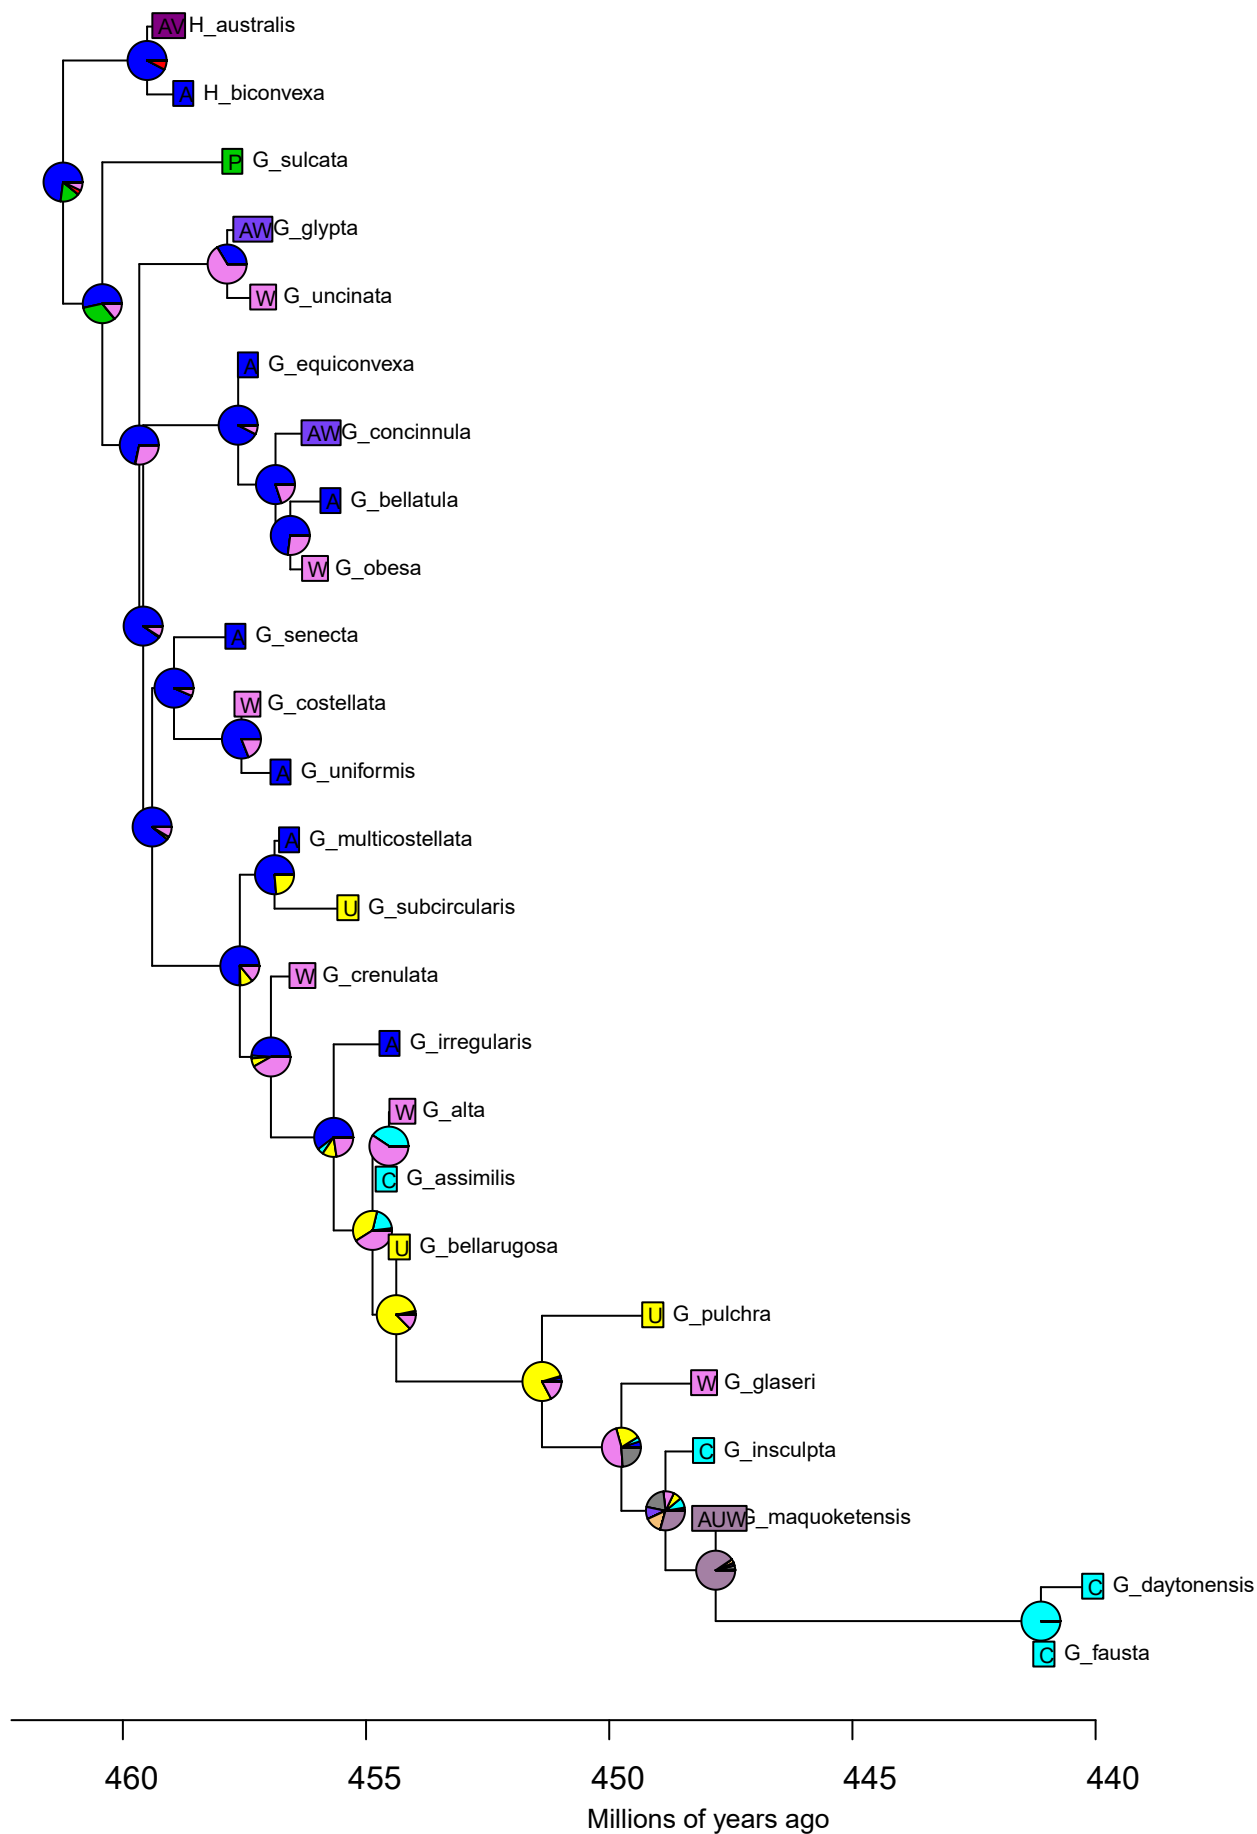 AV H_australis
A H_biconvexa
P G_sulcata
AW G_glypta
W G_uncinata
A G_equiconvexa
AW G_concinnula
A G_bellatula
W G_obesa
A G_senecta
W G_costellata
A G_uniformis
A G_multicostellata
U G_subcircularis
W G_crenulata
A G_irregularis
W G_alta
C G_assimilis
U G_bellarugosa
U G_pulchra
W G_glaseri
C G_insculpta
AUW G_maquoketensis
C G_daytonensis
C G_fausta
460 455 450 445 440
Millions of years ago